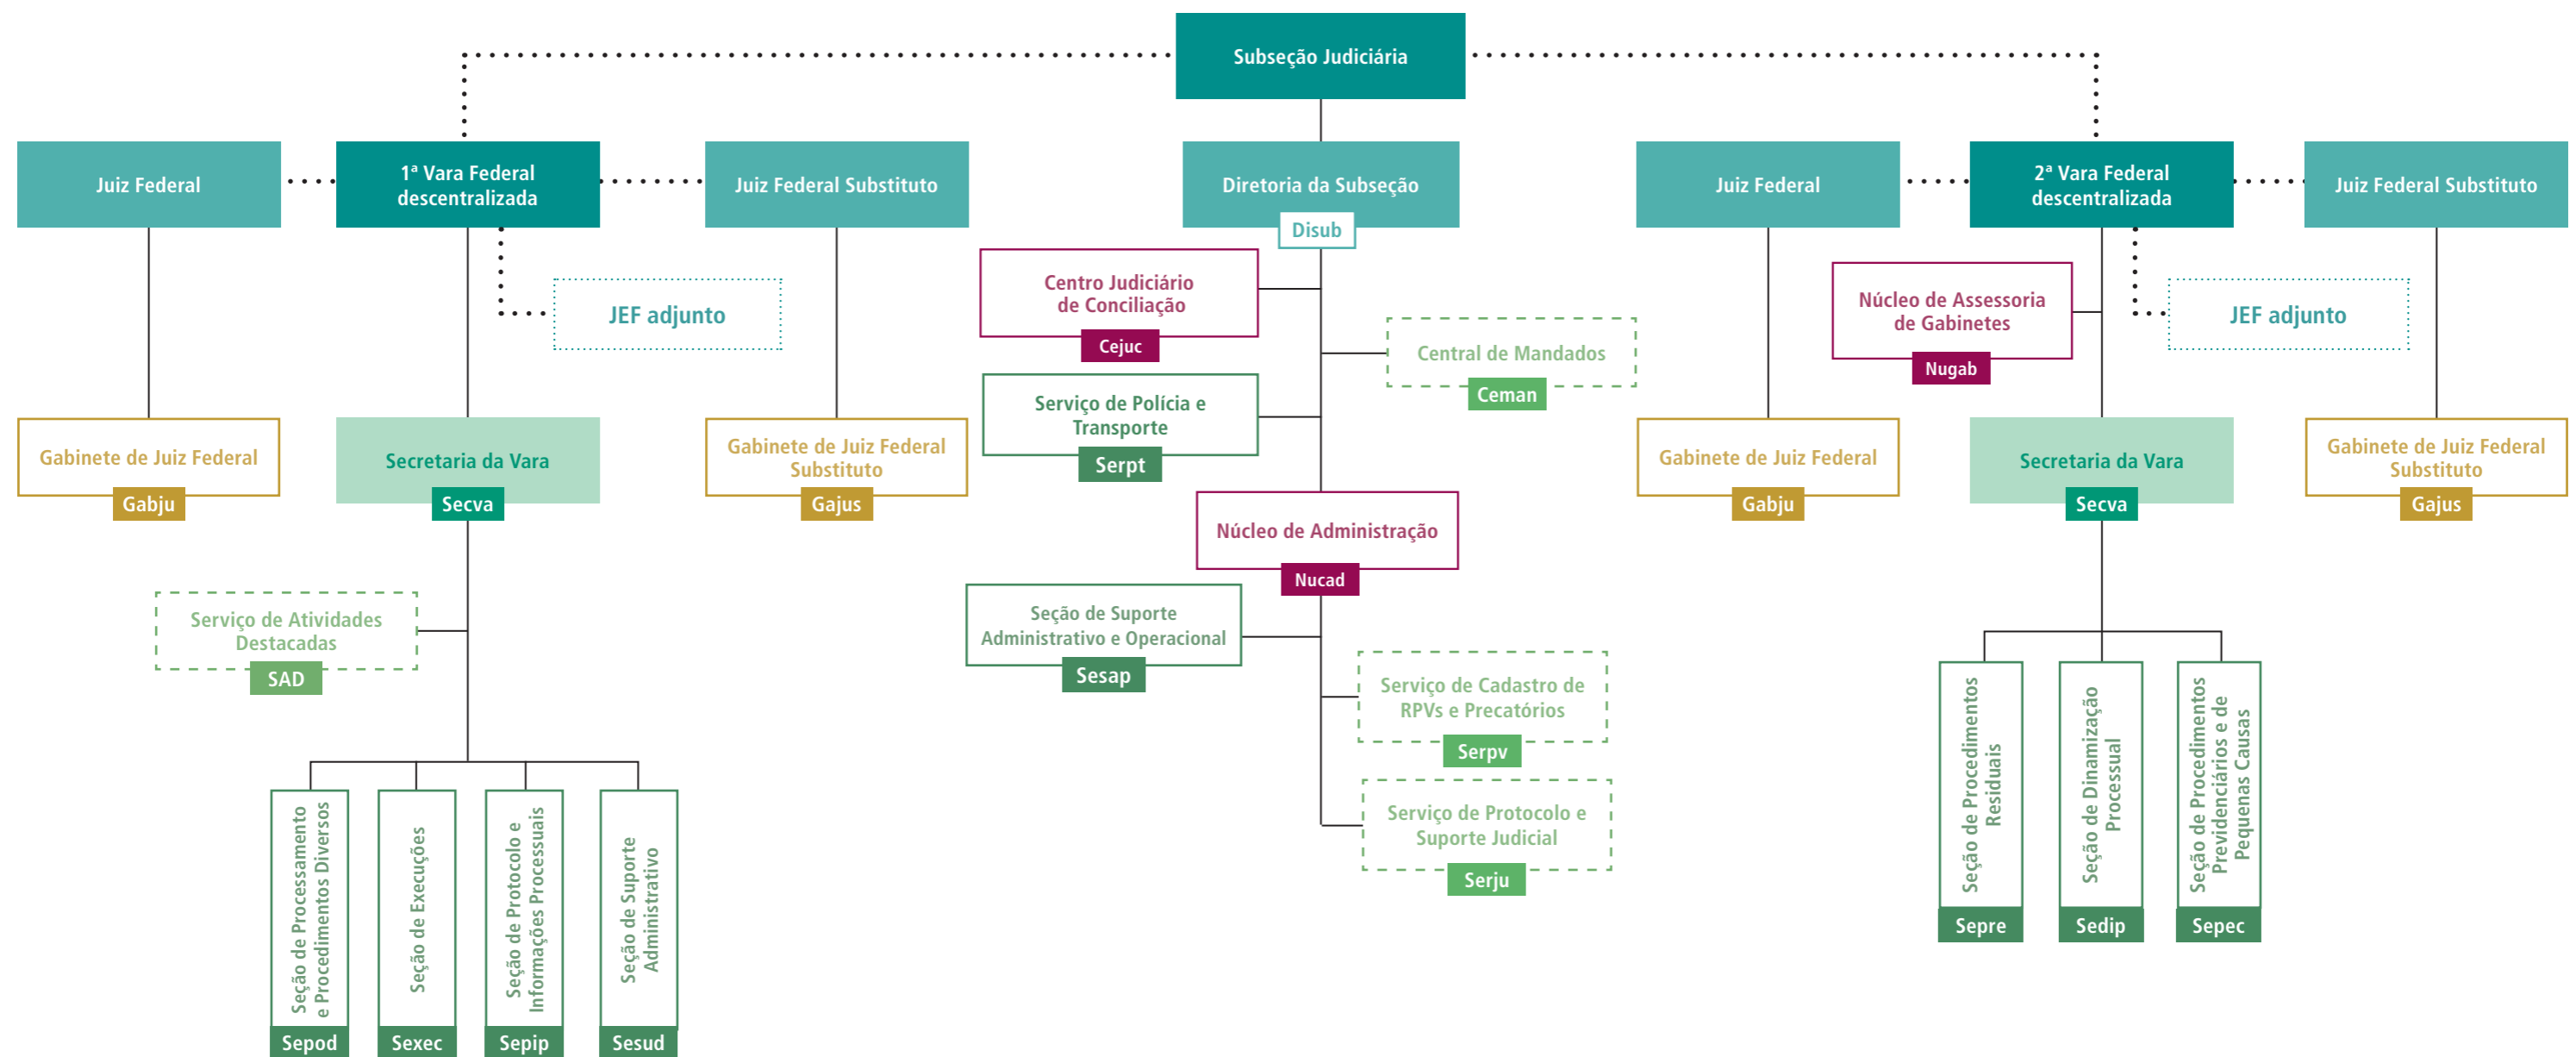 Subseção Judiciária
Juiz Federal
1ª Vara Federal
descentralizada
Juiz Federal Substituto
Diretoria da Subseção
Disub
Juiz Federal
2ª Vara Federal
descentralizada
Juiz Federal Substituto
JEF adjunto
Centro Judiciário
de Conciliação
Cejuc
Central de Mandados
Ceman
Núcleo de Assessoria
de Gabinetes
Nugab
JEF adjunto
Gabinete de Juiz Federal
Gabju
Secretaria da Vara
Secva
Gabinete de Juiz Federal
Substituto
Gajus
Serviço de Polícia e
Transporte
Serpt
Gabinete de Juiz Federal
Gabju
Secretaria da Vara
Secva
Gabinete de Juiz Federal
Substituto
Gajus
Núcleo de Administração
Nucad
Serviço de Atividades
Destacadas
SAD
Seção de Suporte
Administrativo e Operacional
Sesap
Serviço de Cadastro de
RPVs e Precatórios
Serpv
Serviço de Protocolo e
Suporte Judicial
Serju
Seção de Processamento
e Procedimentos Diversos
Sepod
Seção de Execuções
Sexec
Seção de Protocolo e
Informações Processuais
Sepip
Seção de Suporte
Administrativo
Sesud
Seção de Procedimentos
Residuais
Sepre
Seção de Dinamização
Processual
Sedip
Seção de Procedimentos
Previdenciários e de
Pequenas Causas
Sepec